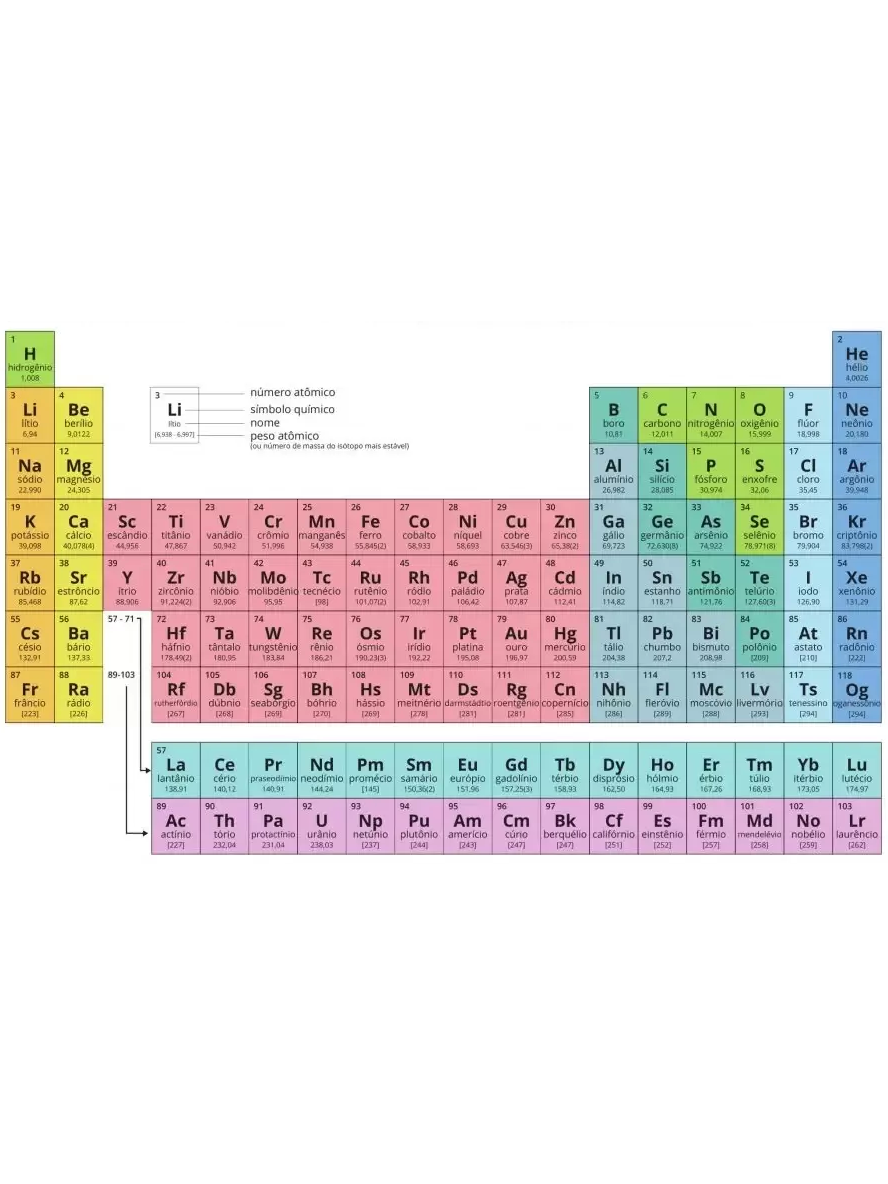 1
H
hidrogênio
1,008
2
He
hélio
4,0026
3
Li
lítio
6,94
4
Be
berílio
9,0122
3
Li
lítio
[6,938 - 6,997]
número atômico
símbolo químico
nome
peso atômico
(ou número de massa do isótopo mais estável)
5
B
boro
10,81
6
C
carbono
12,011
7
N
nitrogênio
14,007
8
O
oxigênio
15,999
9
F
flúor
18,998
10
Ne
neônio
20,180
11
Na
sódio
22,990
12
Mg
magnésio
24,305
13
Al
alumínio
26,982
14
Si
silício
28,085
15
P
fósforo
30,974
16
S
enxofre
32,06
17
Cl
cloro
35,45
18
Ar
argônio
39,948
19
K
potássio
39,098
20
Ca
cálcio
40,078(4)
21
Sc
escândio
44,956
22
Ti
titânio
47,867
23
V
vanádio
50,942
24
Cr
crômio
51,996
25
Mn
manganês
54,938
26
Fe
ferro
55,845(2)
27
Co
cobalto
58,933
28
Ni
níquel
58,693
29
Cu
cobre
63,546(3)
30
Zn
zinco
65,38(2)
31
Ga
gálio
69,723
32
Ge
germânio
72,630(8)
33
As
arsênio
74,922
34
Se
selênio
78,971(8)
35
Br
bromo
79,904
36
Kr
criptônio
83,798(2)
37
Rb
rubídio
85,468
38
Sr
estrôncio
87,62
39
Y
ítrio
88,906
40
Zr
zircônio
91,224(2)
41
Nb
nióbio
92,906
42
Mo
molibdênio
95,95
43
Tc
tecnécio
[98]
44
Ru
rutênio
101,07(2)
45
Rh
ródio
102,91
46
Pd
paládio
106,42
47
Ag
prata
107,87
48
Cd
cádmio
112,41
49
In
índio
114,82
50
Sn
estanho
118,71
51
Sb
antimônio
121,76
52
Te
telúrio
127,60(3)
53
I
iodo
126,90
54
Xe
xenônio
131,29
55
Cs
césio
132,91
56
Ba
bário
137,33
57 - 71
72
Hf
háfnio
178,49(2)
73
Ta
tântalo
180,95
74
W
tungstênio
183,84
75
Re
rênio
186,21
76
Os
ósmio
190,23(3)
77
Ir
irídio
192,22
78
Pt
platina
195,08
79
Au
ouro
196,97
80
Hg
mercúrio
200,59
81
Tl
tálio
204,38
82
Pb
chumbo
207,2
83
Bi
bismuto
208,98
84
Po
polônio
[209]
85
At
astato
[210]
86
Rn
radônio
[222]
87
Fr
frâncio
[223]
88
Ra
rádio
[226]
89-103
104
Rf
rutherfórdio
[267]
105
Db
dúbnio
[268]
106
Sg
seabórgio
[269]
107
Bh
bóhrio
[270]
108
Hs
hássio
[269]
109
Mt
meitnério
[278]
110
Ds
darmstádtio
[281]
111
Rg
roentgênio
[281]
112
Cn
copernício
[285]
113
Nh
nihônio
[286]
114
Fl
fleróvio
[289]
115
Mc
moscóvio
[288]
116
Lv
livermório
[293]
117
Ts
tenessino
[294]
118
Og
oganessônio
[294]
57
La
lantânio
138,91
Ce
cério
140,12
Pr
praseodímio
140,91
Nd
neodímio
144,24
Pm
promécio
[145]
Sm
samário
150,36(2)
Eu
európio
151,96
Gd
gadolínio
157,25(3)
Tb
térbio
158,93
Dy
disprósio
162,50
Ho
hólmio
164,93
Er
érbio
167,26
Tm
túlio
168,93
Yb
itérbio
173,05
Lu
lutécio
174,97
89
Ac
actínio
[227]
90
Th
tório
232,04
91
Pa
protactínio
231,04
92
U
urânio
238,03
93
Np
netúnio
[237]
94
Pu
plutônio
[244]
95
Am
amerício
[243]
96
Cm
cúrio
[247]
97
Bk
berquélio
[247]
98
Cf
califórnio
[251]
99
Es
einstênio
[252]
100
Fm
férmio
[257]
101
Md
mendelévio
[258]
102
No
nobélio
[259]
103
Lr
laurêncio
[262]